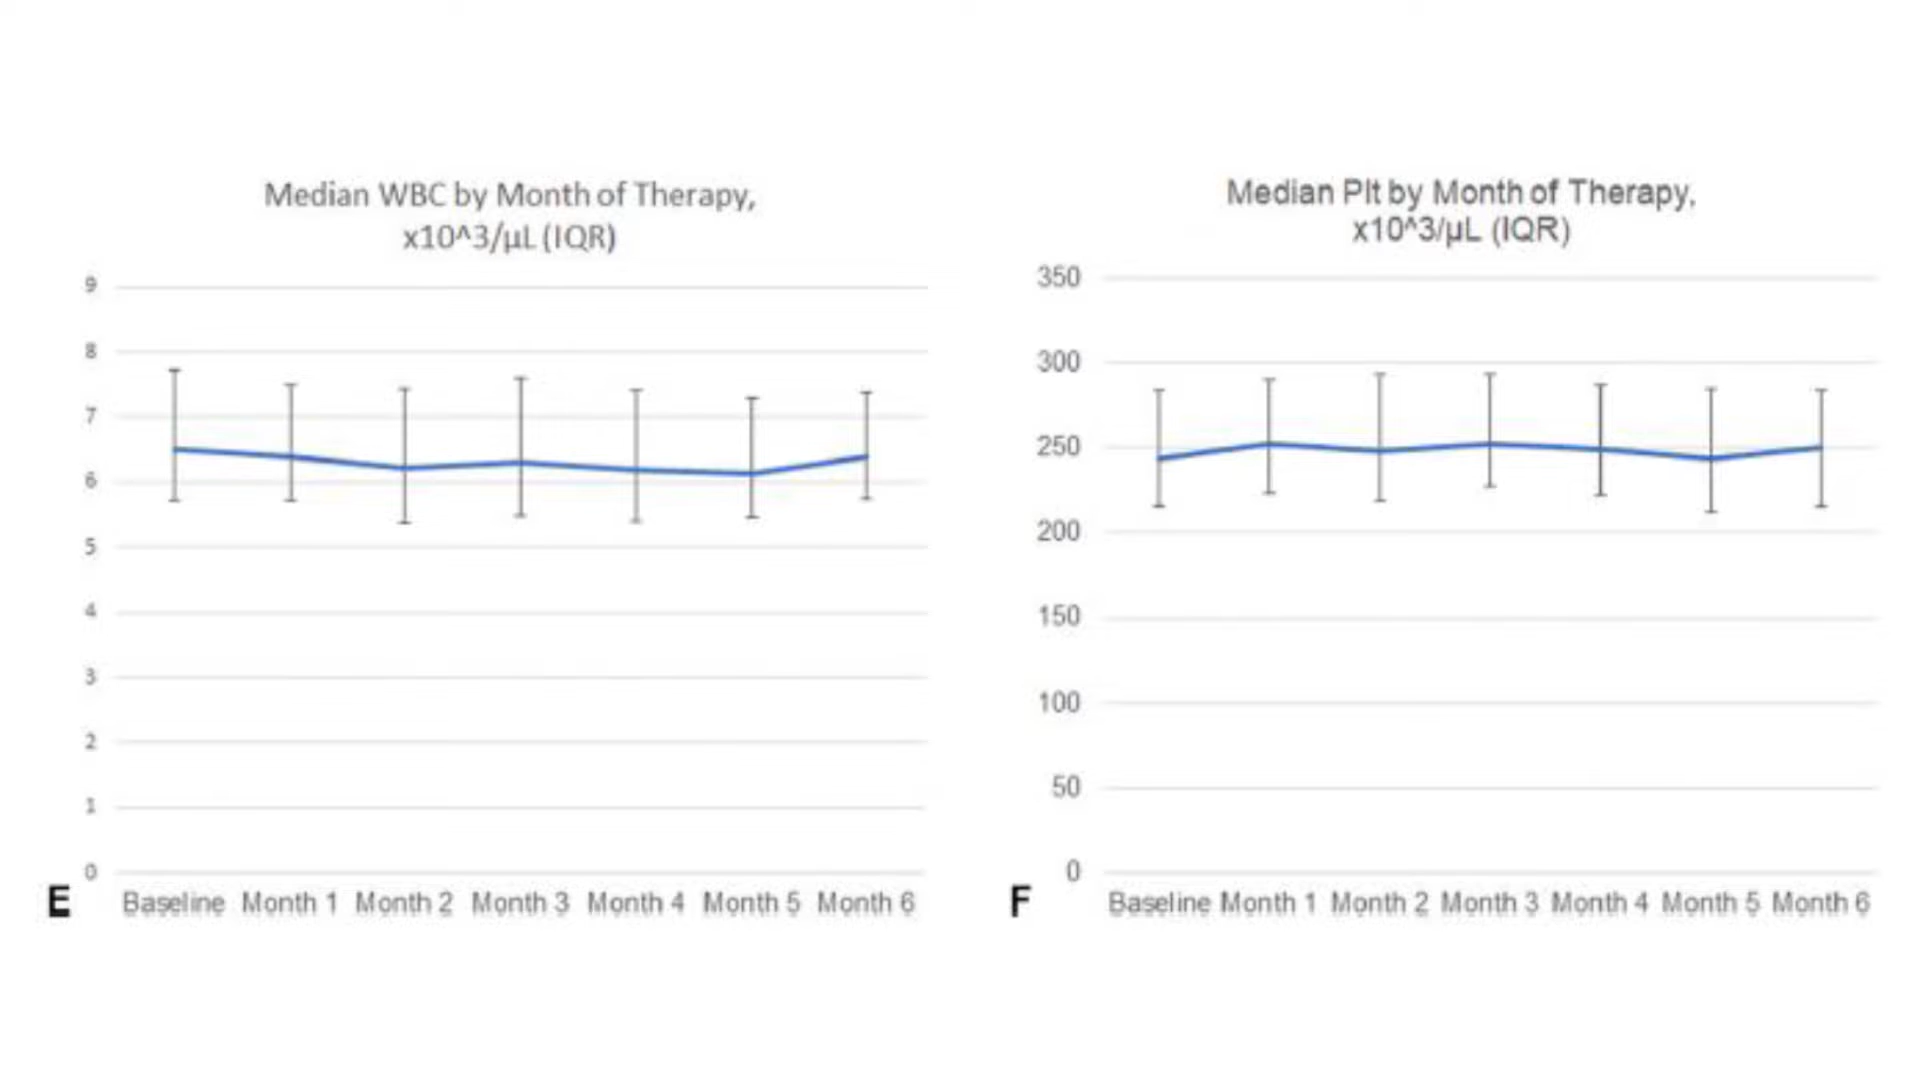 Median WBC by Month of Therapy,
x10^3/µL (IQR)
9
8
7
6
5
4
3
2
1
0
E
Baseline Month 1 Month 2 Month 3 Month 4 Month 5 Month 6
Median Plt by Month of Therapy,
x10^3/µL (IQR)
350
300
250
200
150
100
50
0
F
Baseline Month 1 Month 2 Month 3 Month 4 Month 5 Month 6